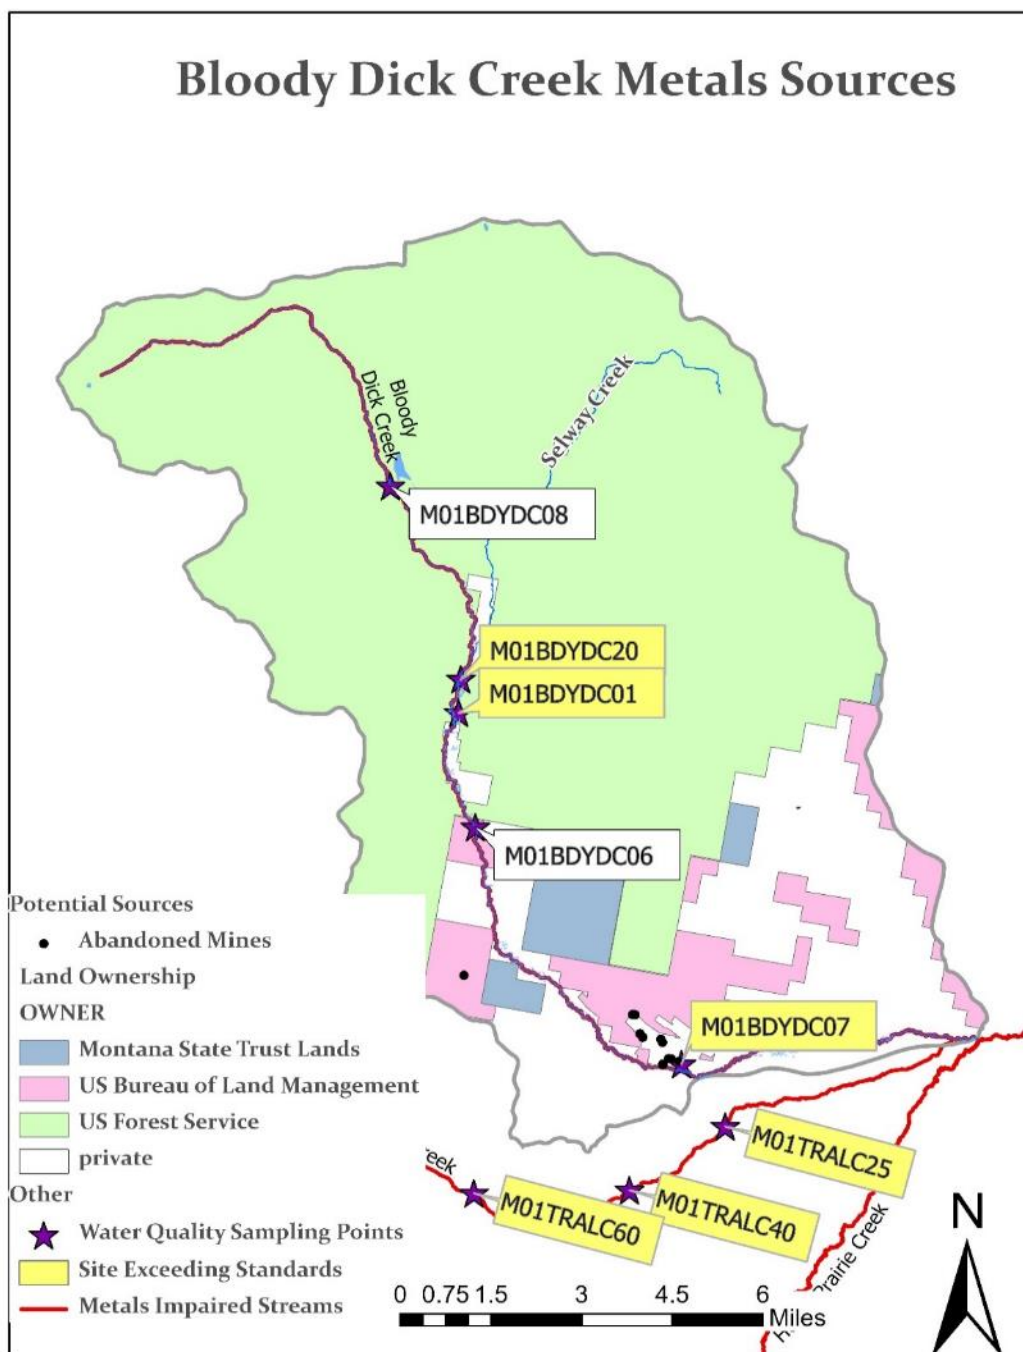 Bloody Dick Creek Metals Sources
Bloody
Dick Creek
Selway Creek
M01BDYDC08
M01BDYDC20
M01BDYDC01
M01BDYDC06
M01BDYDC07
M01TRALC25
M01TRALC40
M01TRALC60
reek
Prairie Creek
Potential Sources
Abandoned Mines
Land Ownership
OWNER
Montana State Trust Lands
US Bureau of Land Management
US Forest Service
private
Other
Water Quality Sampling Points
Site Exceeding Standards
Metals Impaired Streams
0 0.75 1.5 3 4.5 6
Miles
N